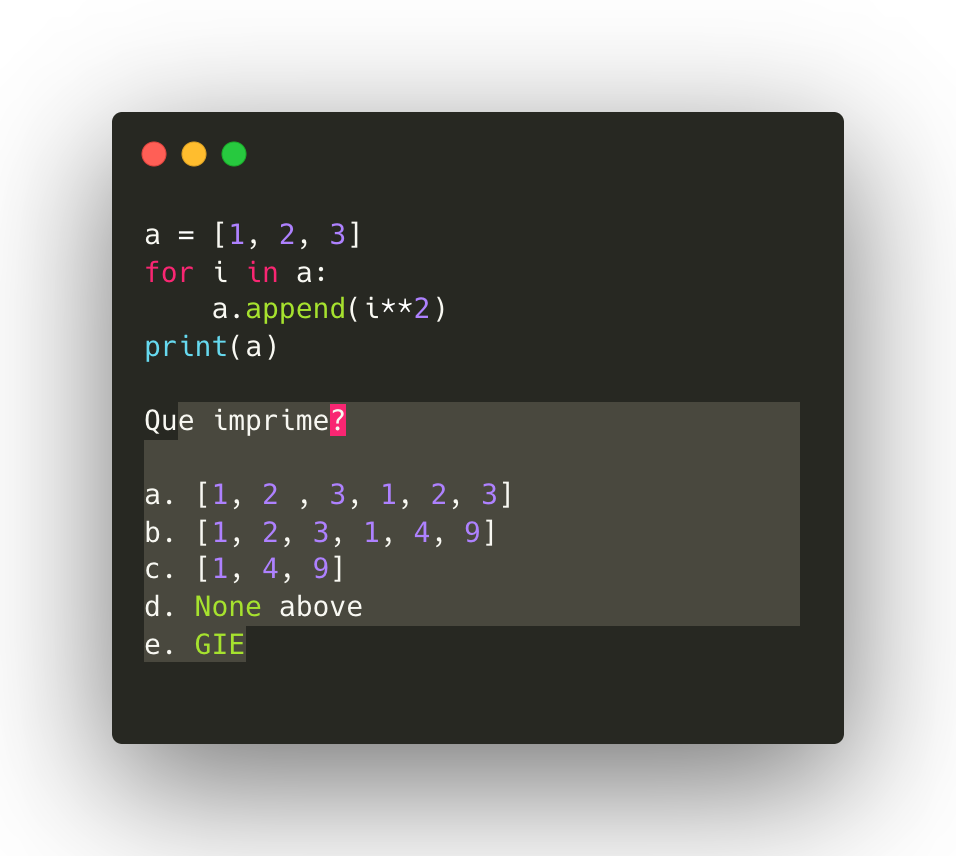 a = [1, 2, 3]
for i in a:
    a.append(i**2)
print(a)
Que imprime?
a. [1, 2 , 3, 1, 2, 3]
b. [1, 2, 3, 1, 4, 9]
c. [1, 4, 9]
d. None above
e. GIE